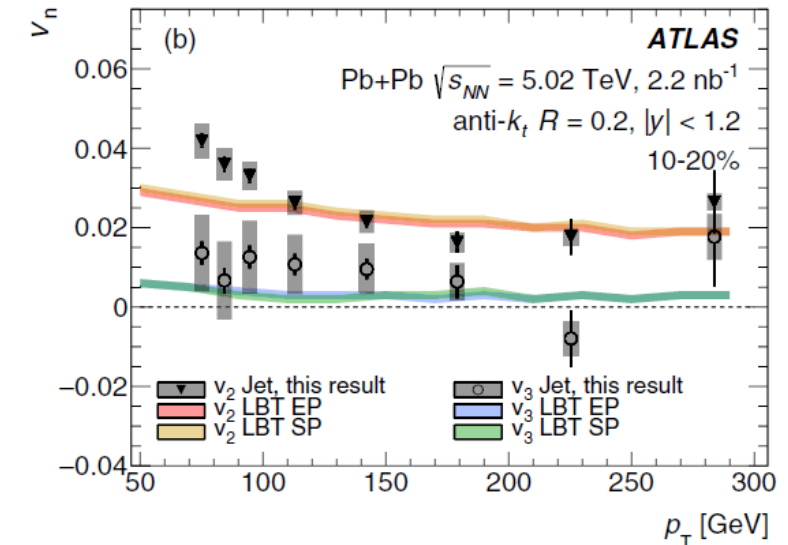 v_n
(b)
ATLAS
Pb+Pb √s_NN = 5.02 TeV, 2.2 nb⁻¹
anti-k_t R = 0.2, |y| < 1.2
10-20%
0.06
0.04
0.02
0
−0.02
−0.04
v₂ Jet, this result
v₃ Jet, this result
v₂ LBT EP
v₃ LBT EP
v₂ LBT SP
v₃ LBT SP
50 100 150 200 250 300
p_T [GeV]